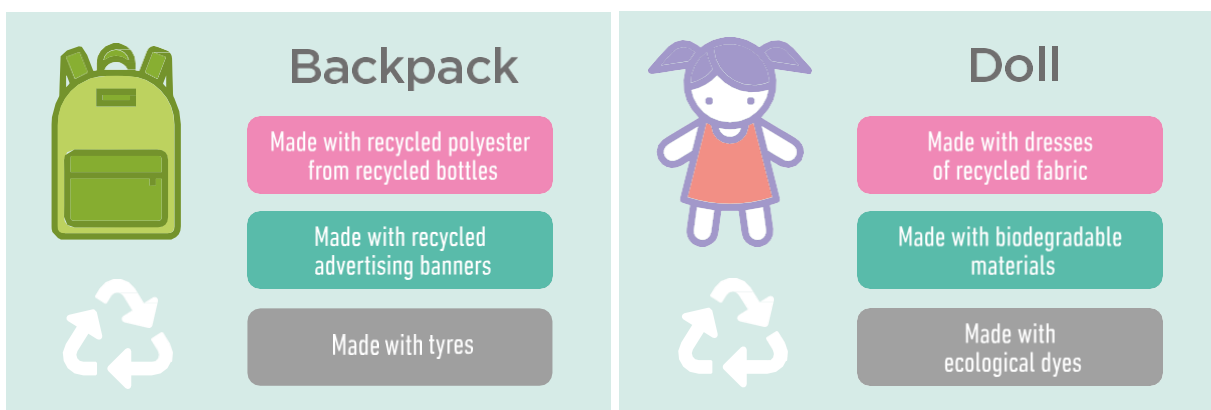 Backpack
Made with recycled polyester
from recycled bottles
Made with recycled
advertising banners
Made with tyres
Doll
Made with dresses
of recycled fabric
Made with biodegradable
materials
Made with
ecological dyes